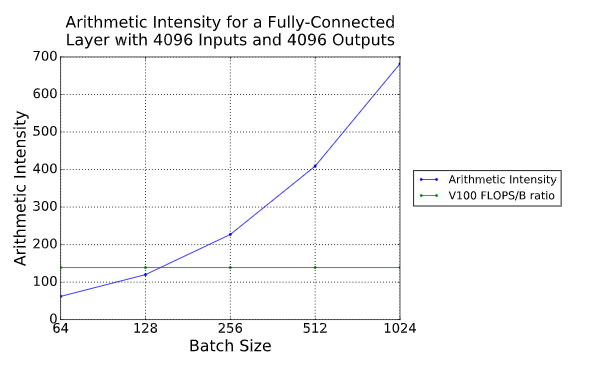 Arithmetic Intensity for a Fully-Connected
Layer with 4096 Inputs and 4096 Outputs
700
600
500
400
300
200
100
0
Arithmetic Intensity
64 128 256 512 1024
Batch Size
Arithmetic Intensity
V100 FLOPS/B ratio